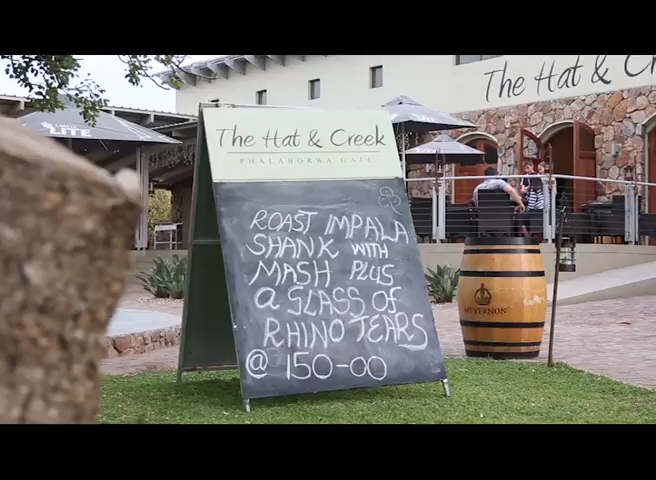 LITE
The Hat & C
The Hat & Creek
PHALABORWA GATE
ROAST IMPALA
SHANK WITH
MASH PLUS
A GLASS OF
RHINO TEARS
@ 150-00
VERNON